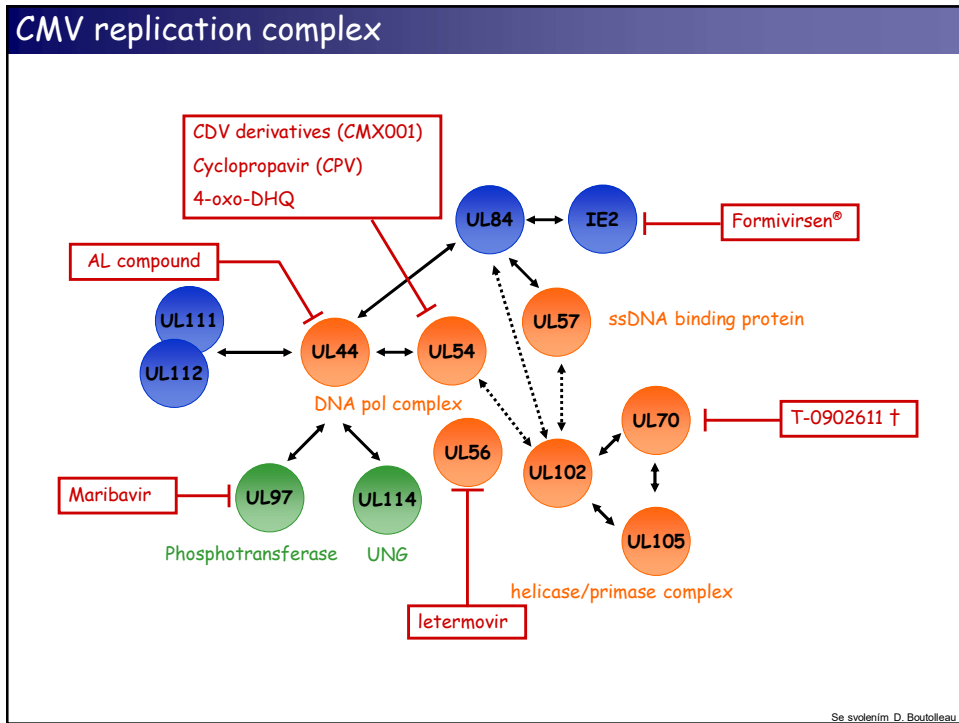 CMV replication complex
CDV derivatives (CMX001)
Cyclopropavir (CPV)
4-oxo-DHQ
UL84
IE2
Formivirsen®
AL compound
UL111
UL112
UL44
UL54
UL57
ssDNA binding protein
DNA pol complex
UL56
UL102
UL70
T-0902611 †
Maribavir
UL97
UL114
UL105
Phosphotransferase
UNG
helicase/primase complex
letermovir
Se svolením D. Boutolleau